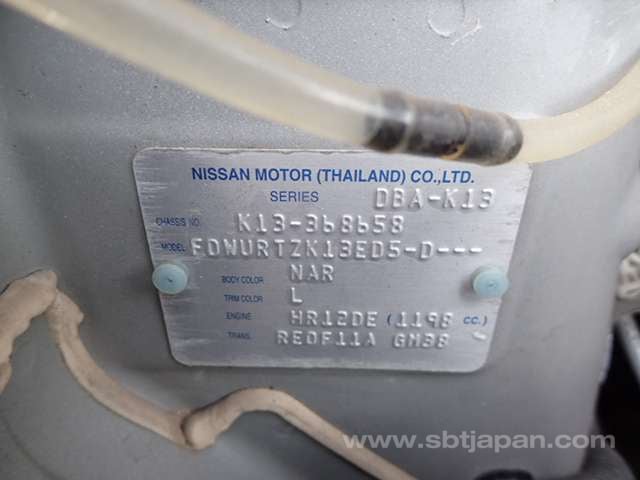 NISSAN MOTOR (THAILAND) CO.,LTD.
SERIES DBA-K13
CHASSIS NO. K13-368658
MODEL FDWURTZK13ED5-D---
BODY COLOR NAR
TRIM COLOR L
ENGINE HR12DE (1198 CC.)
TRANS. RE0F11A GM38
www.sbtjapan.com